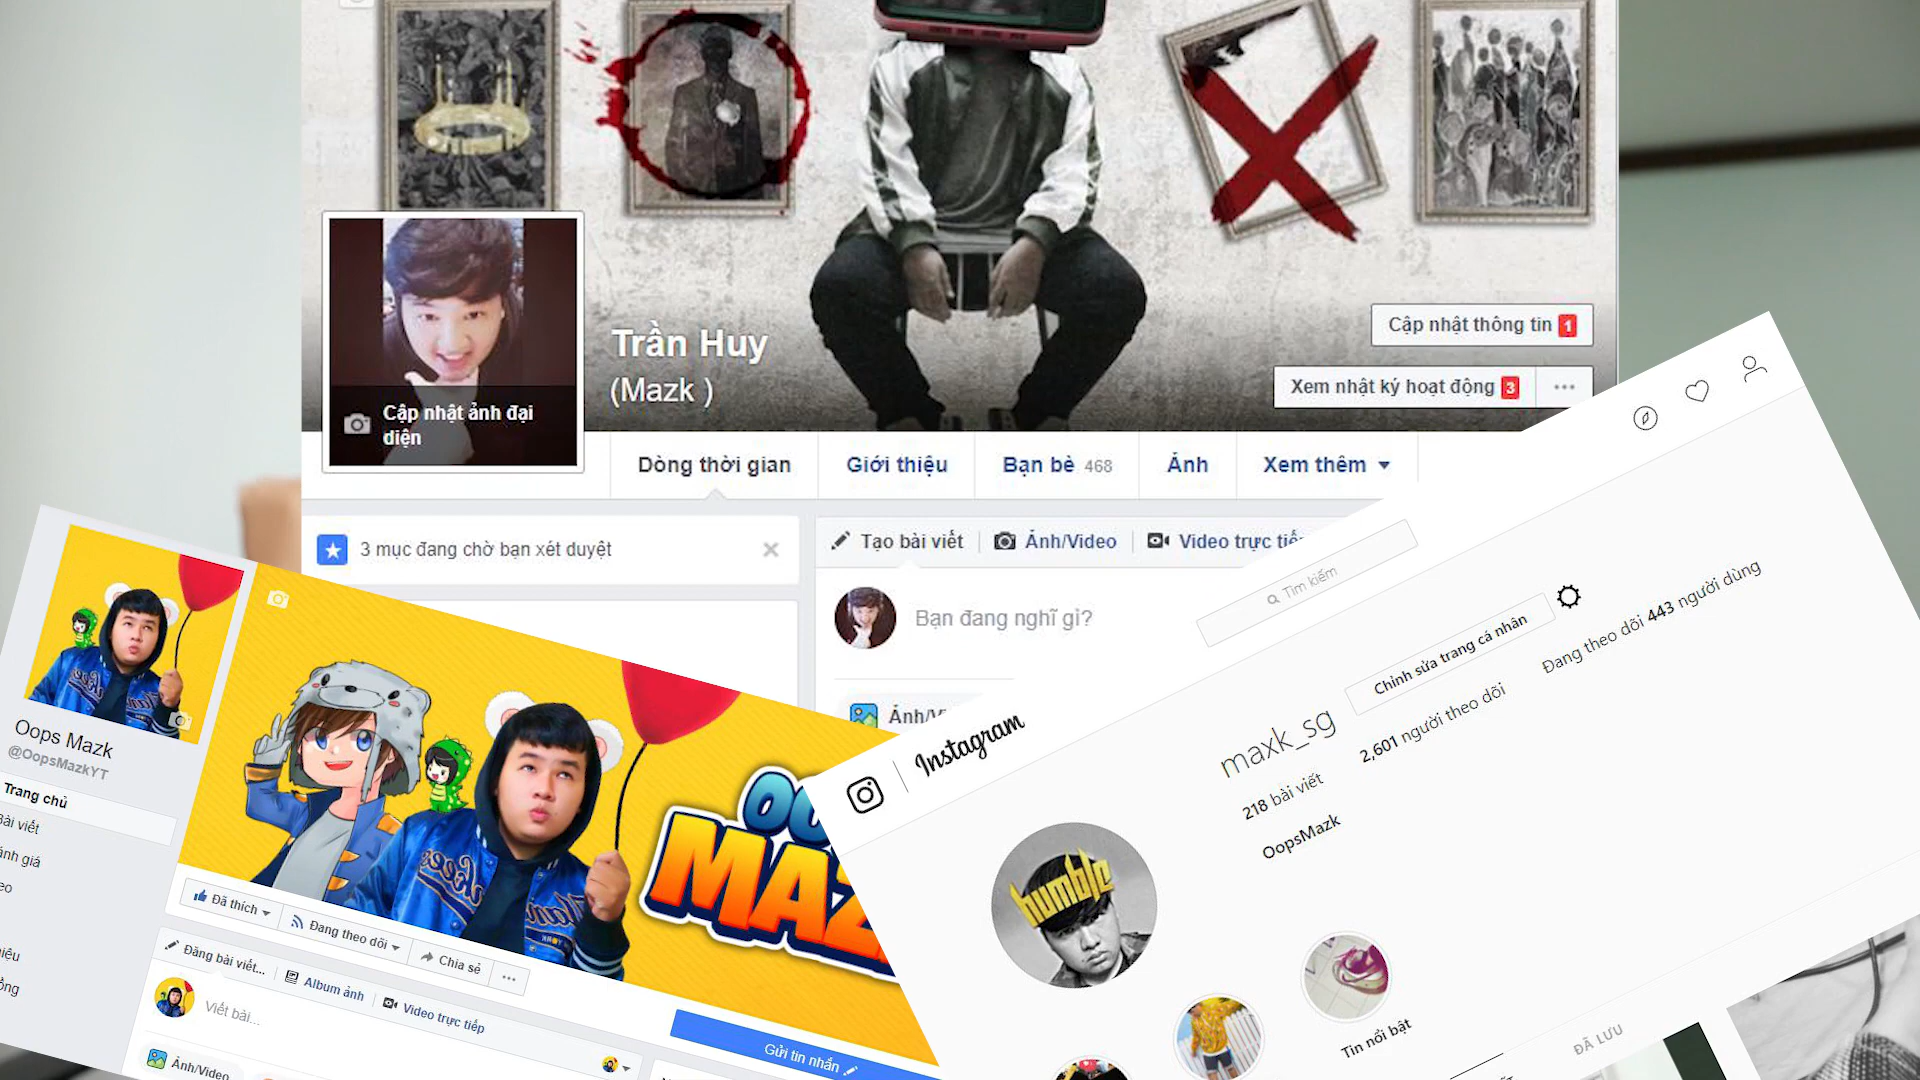 Trần Huy
(Mazk )
Cập nhật ảnh đại
diện
Cập nhật thông tin 1
Xem nhật ký hoạt động 3
Dòng thời gian
Giới thiệu
Bạn bè 468
Ảnh
Xem thêm
3 mục đang chờ bạn xét duyệt
Tạo bài viết
Ảnh/Video
Video trực
Bạn đang nghĩ gì?
Oops Mazk
@OopsMazkYT
Trang chủ
Đã thích
Đang theo dõi
Chia sẻ
Đăng bài viết...
Album ảnh
Video trực tiếp
Viết bài...
Ảnh/Video
Gửi tin nhắn
Instagram
Tìm kiếm
maxk_sg
Chỉnh sửa trang cá nhân
218 bài viết
2,601 người theo dõi
Đang theo dõi 443 người dùng
OopsMazk
humble
Tin nổi bật
ĐÃ LƯU